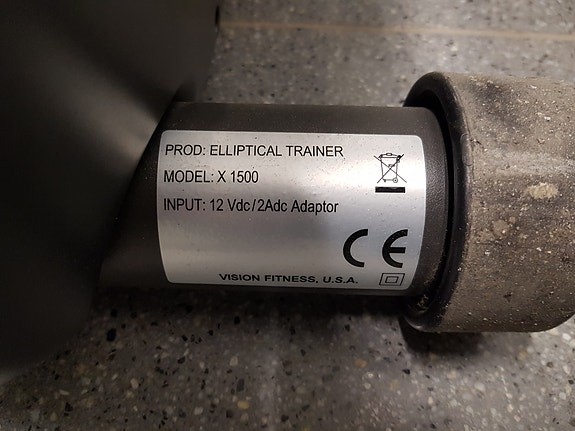 PROD: ELLIPTICAL TRAINER
MODEL: X 1500
INPUT: 12 Vdc/2Adc Adaptor
CE
VISION FITNESS, U.S.A.